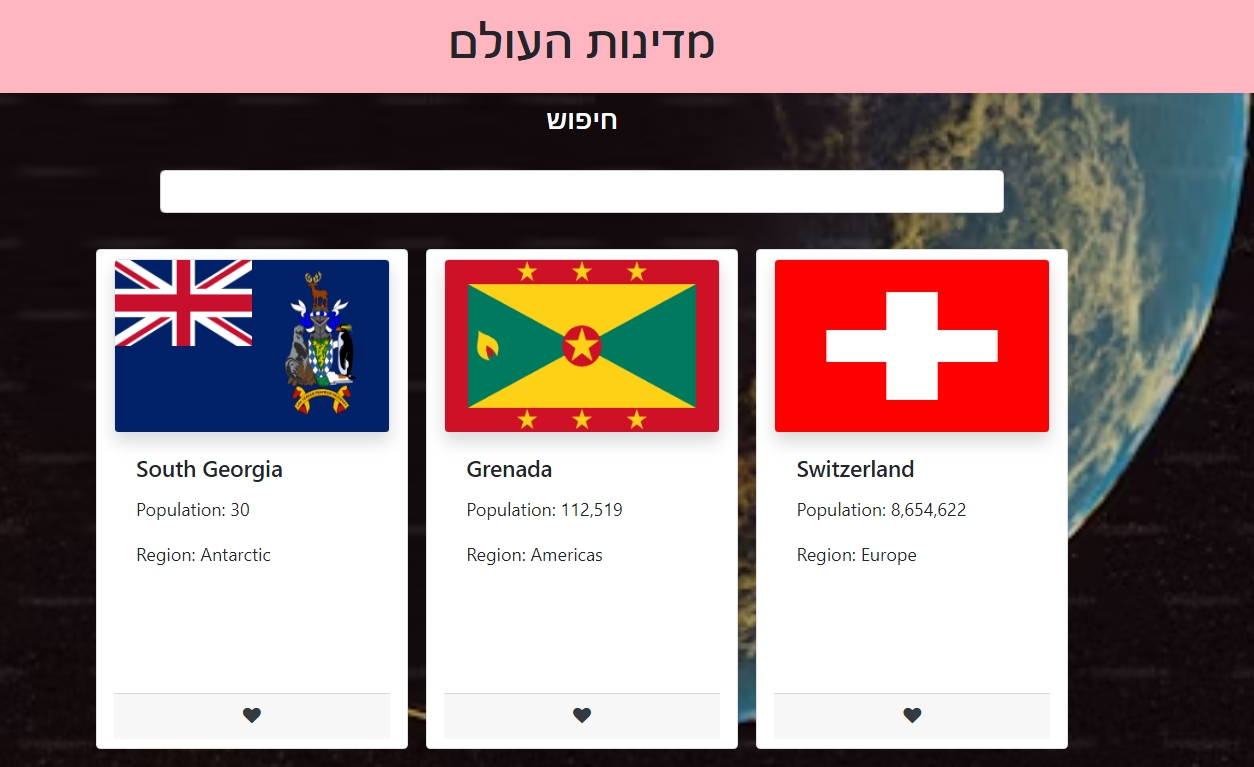 מדינות העולם
חיפוש
South Georgia
Population: 30
Region: Antarctic
Grenada
Population: 112,519
Region: Americas
Switzerland
Population: 8,654,622
Region: Europe